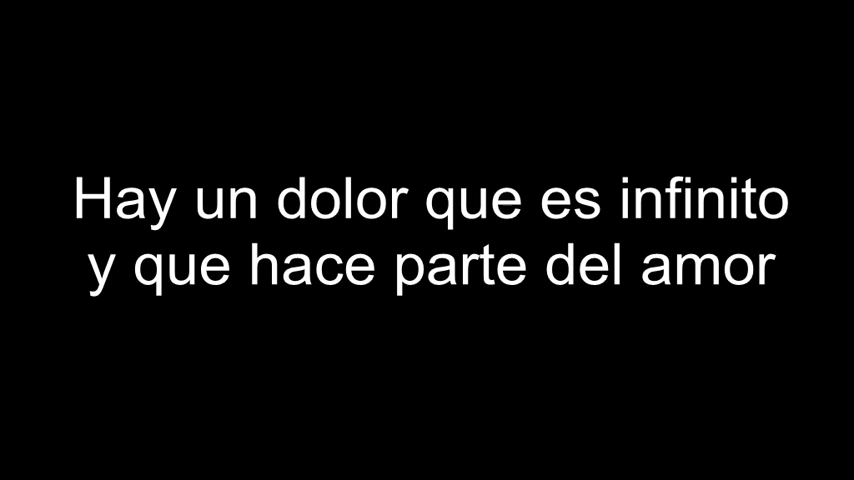 Hay un dolor que es infinito
y que hace parte del amor